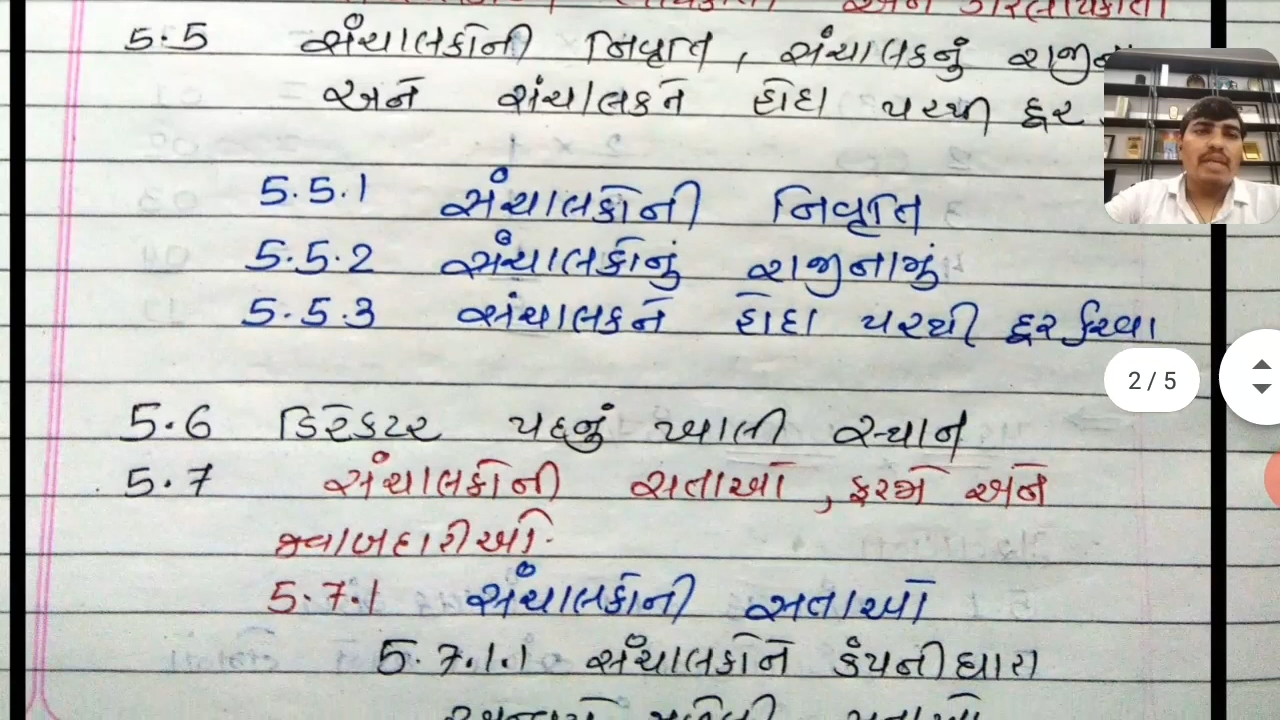 5.5 સંચાલકોની નિવૃત્તિ, સંચાલકનું
અને સંચાલકને હોદા પરથી દૂર
5.5.1 સંચાલકોની નિવૃત્તિ
5.5.2 સંચાલકોનું રાજીનામું
5.5.3 સંચાલકને હોદા પરથી દૂર કરવા
2 / 5
5.6 ડિરેક્ટર પદનું ખાલી સ્થાન
5.7 સંચાલકોની સતાઓ, ફરજો અને
જવાબદારીઓ.
5.7.1 સંચાલકોની સતાઓ
5.7.1.1 સંચાલકોને કંપની ધારા